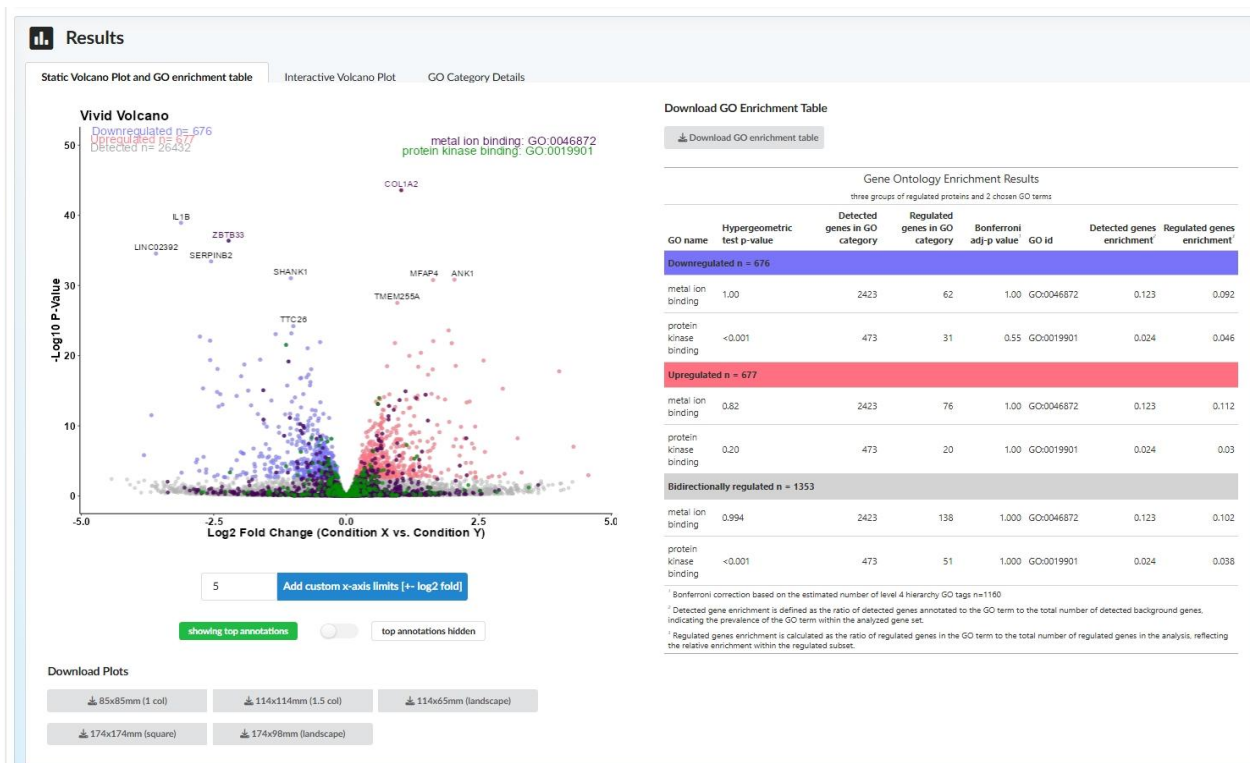 Results
Static Volcano Plot and GO enrichment table
Interactive Volcano Plot
GO Category Details
Vivid Volcano
Downregulated n= 676
Upregulated n= 677
Detected n= 26432
metal ion binding: GO:0046872
protein kinase binding: GO:0019901
COL1A2
IL1B
ZBTB33
LINC02392
SERPINB2
SHANK1
MFAP4
ANK1
TMEM255A
TTC26
-Log10 P-Value
50
40
30
20
10
0
-5.0
-2.5
0.0
2.5
5.0
Log2 Fold Change (Condition X vs. Condition Y)
5
Add custom x-axis limits [+- log2 fold]
showing top annotations
top annotations hidden
Download Plots
85x85mm (1 col)
114x114mm (1.5 col)
114x65mm (landscape)
174x174mm (square)
174x98mm (landscape)
Download GO Enrichment Table
Download GO enrichment table
Gene Ontology Enrichment Results
three groups of regulated proteins and 2 chosen GO terms
GO name Hypergeometric test p-value Detected genes in GO category Regulated genes in GO category Bonferroni adj-p value¹ GO id Detected genes enrichment² Regulated genes enrichment³
Downregulated n = 676
metal ion binding 1.00 2423 62 1.00 GO:0046872 0.123 0.092
protein kinase binding <0.001 473 31 0.55 GO:0019901 0.024 0.046
Upregulated n = 677
metal ion binding 0.82 2423 76 1.00 GO:0046872 0.123 0.112
protein kinase binding 0.20 473 20 1.00 GO:0019901 0.024 0.03
Bidirectionally regulated n = 1353
metal ion binding 0.994 2423 138 1.000 GO:0046872 0.123 0.102
protein kinase binding <0.001 473 51 1.000 GO:0019901 0.024 0.038
¹ Bonferroni correction based on the estimated number of level 4 hierarchy GO tags n=1160
² Detected gene enrichment is defined as the ratio of detected genes annotated to the GO term to the total number of detected background genes,
indicating the prevalence of the GO term within the analyzed gene set.
³ Regulated genes enrichment is calculated as the ratio of regulated genes in the GO term to the total number of regulated genes in the analysis, reflecting
the relative enrichment within the regulated subset.